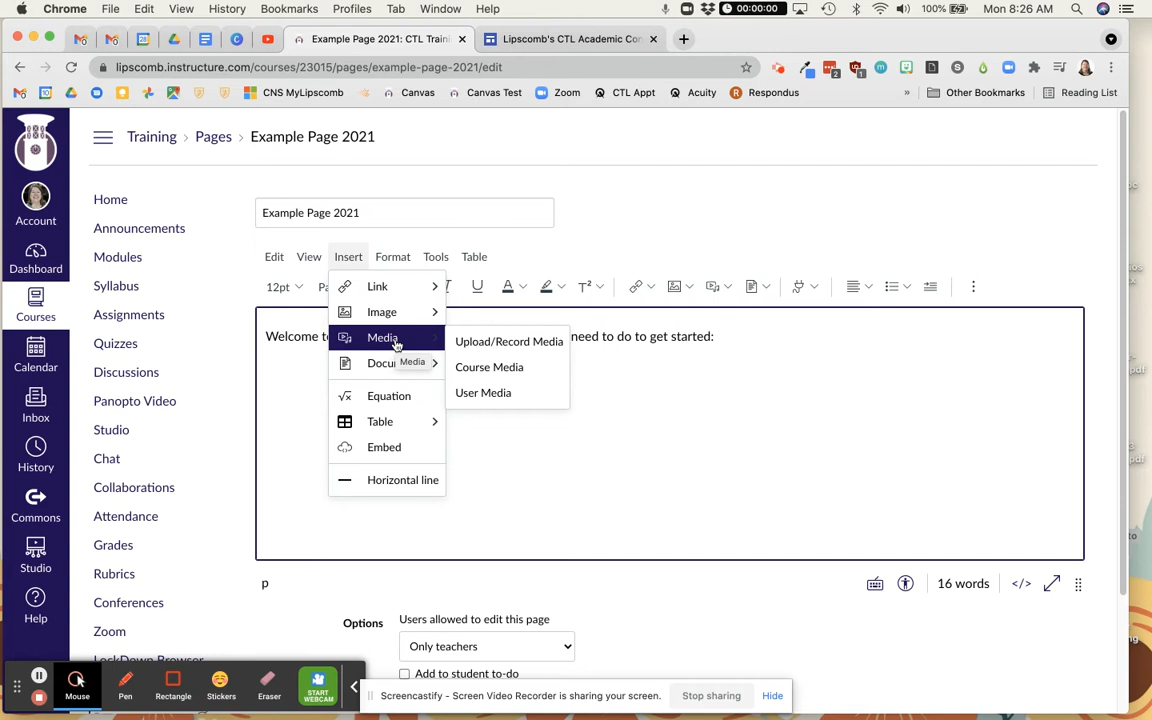 Chrome File Edit View History Bookmarks Profiles Tab Window Help 00:00:00 100% Mon 8:26 AM
Example Page 2021: CTL Traini Lipscomb's CTL Academic Con
lipscomb.instructure.com/courses/23015/pages/example-page-2021/edit
CNS MyLipscomb Canvas Canvas Test Zoom CTL Appt Acuity Respondus » Other Bookmarks Reading List
Training > Pages > Example Page 2021
Account
Dashboard
Courses
Calendar
Inbox
History
Commons
Studio
Help
Home
Announcements
Modules
Syllabus
Assignments
Quizzes
Discussions
Panopto Video
Studio
Chat
Collaborations
Attendance
Grades
Rubrics
Conferences
Zoom
LockDown Browser
Example Page 2021
Edit View Insert Format Tools Table
12pt Pa
Welcome to need to do to get started:
Link
Image
Media
Docu
Media
Equation
Table
Embed
Horizontal line
Upload/Record Media
Course Media
User Media
p 16 words </>
Options
Users allowed to edit this page
Only teachers
Add to student to-do
Mouse Pen Rectangle Stickers Eraser START WEBCAM
Screencastify - Screen Video Recorder is sharing your screen. Stop sharing Hide